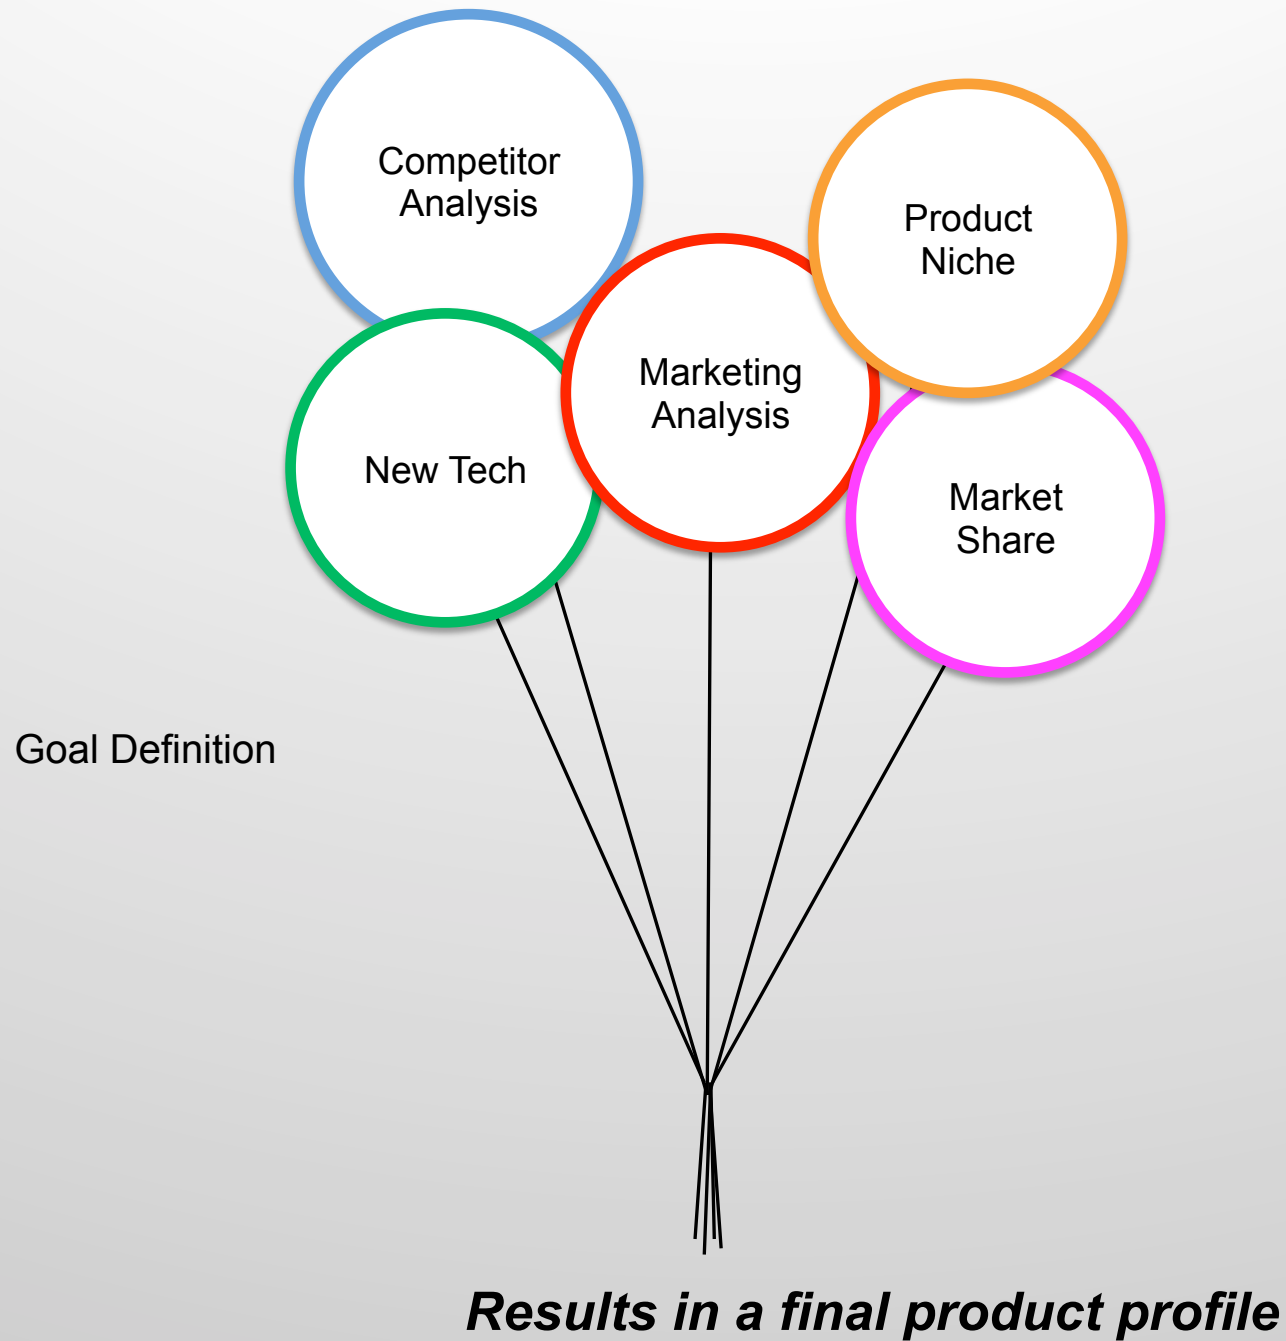 Competitor
Analysis
Product
Niche
Marketing
Analysis
New Tech
Market
Share
Goal Definition
Results in a final product profile